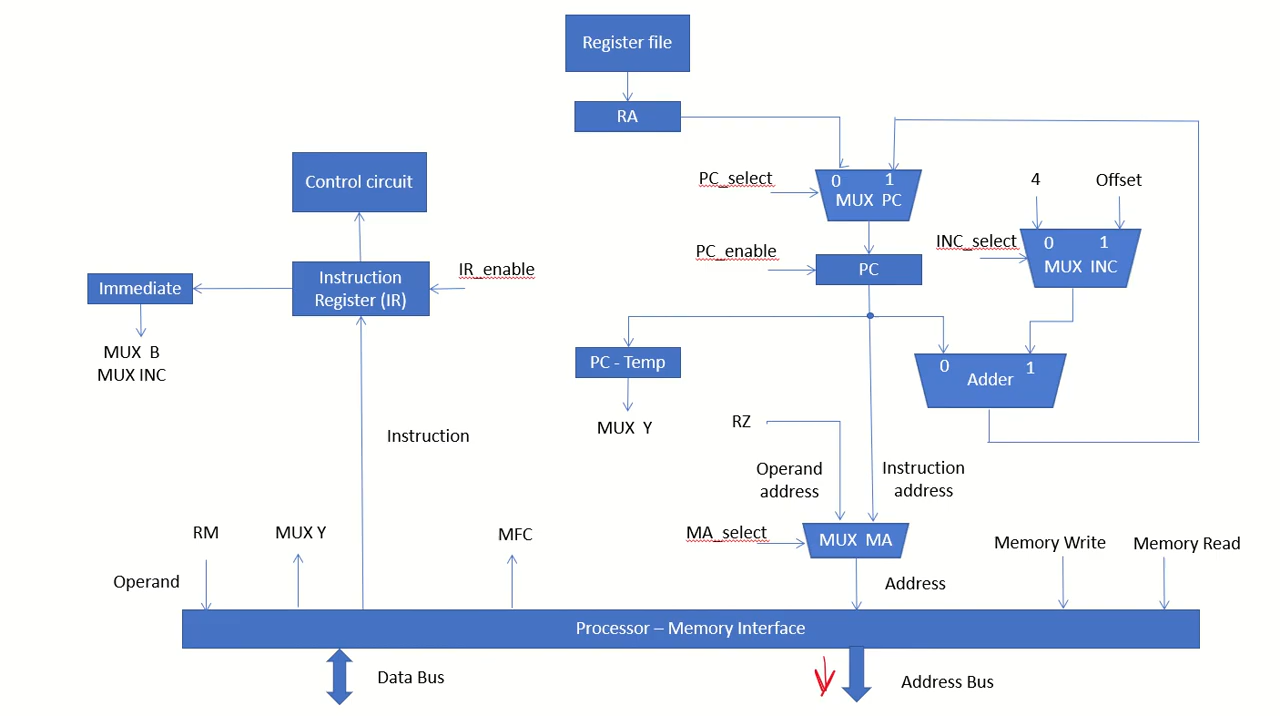 Register file
RA
Control circuit
PC_select
0 1
MUX PC
4
Offset
PC_enable
PC
INC_select
0 1
MUX INC
Instruction
Register (IR)
IR_enable
Immediate
MUX B
MUX INC
PC - Temp
MUX Y
0 1
Adder
RZ
Instruction
Operand
address
Instruction
address
RM
MUX Y
MFC
MA_select
MUX MA
Memory Write
Memory Read
Operand
Address
Processor – Memory Interface
Data Bus
Address Bus